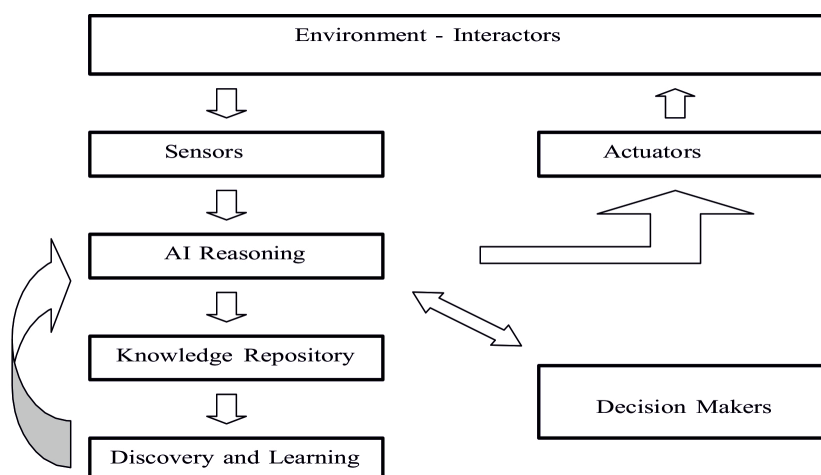 Environment - Interactors
Sensors
Actuators
AI Reasoning
Knowledge Repository
Decision Makers
Discovery and Learning